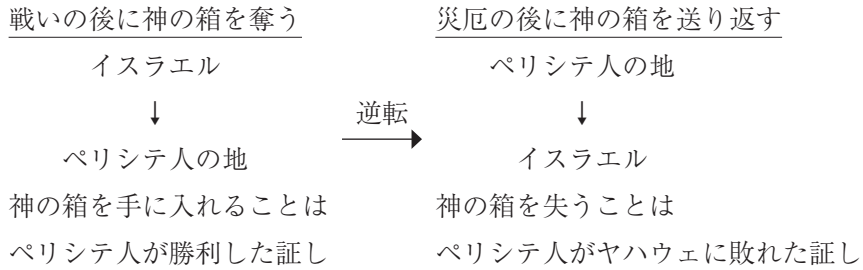 戦いの後に神の箱を奪う
災厄の後に神の箱を送り返す
イスラエル
ペリシテ人の地
↓
逆転
↓
ペリシテ人の地
イスラエル
神の箱を手に入れることは
神の箱を失うことは
ペリシテ人が勝利した証し
ペリシテ人がヤハウェに敗れた証し